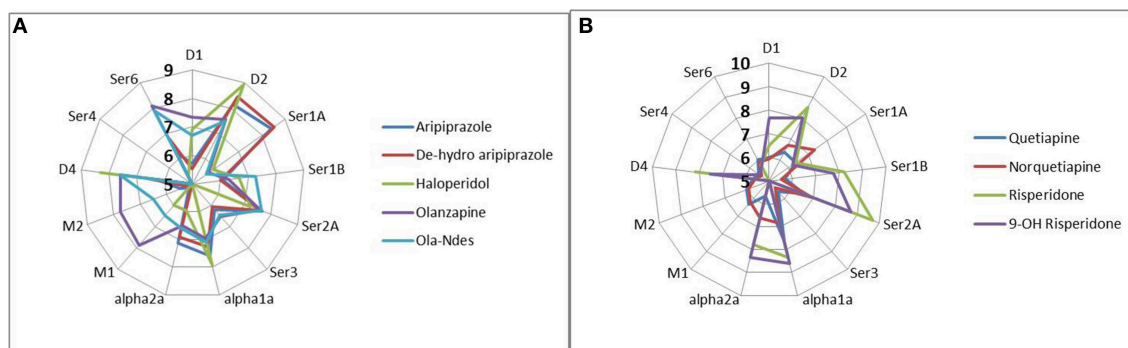 A
D1
D2
Ser1A
Ser1B
Ser2A
Ser3
alpha1a
alpha2a
M1
M2
D4
Ser4
Ser6
9
8
7
6
5
Aripiprazole
De-hydro aripiprazole
Haloperidol
Olanzapine
Ola-Ndes
B
D1
D2
Ser1A
Ser1B
Ser2A
Ser3
alpha1a
alpha2a
M1
M2
D4
Ser4
Ser6
10
9
8
7
6
5
Quetiapine
Norquetiapine
Risperidone
9-OH Risperidone